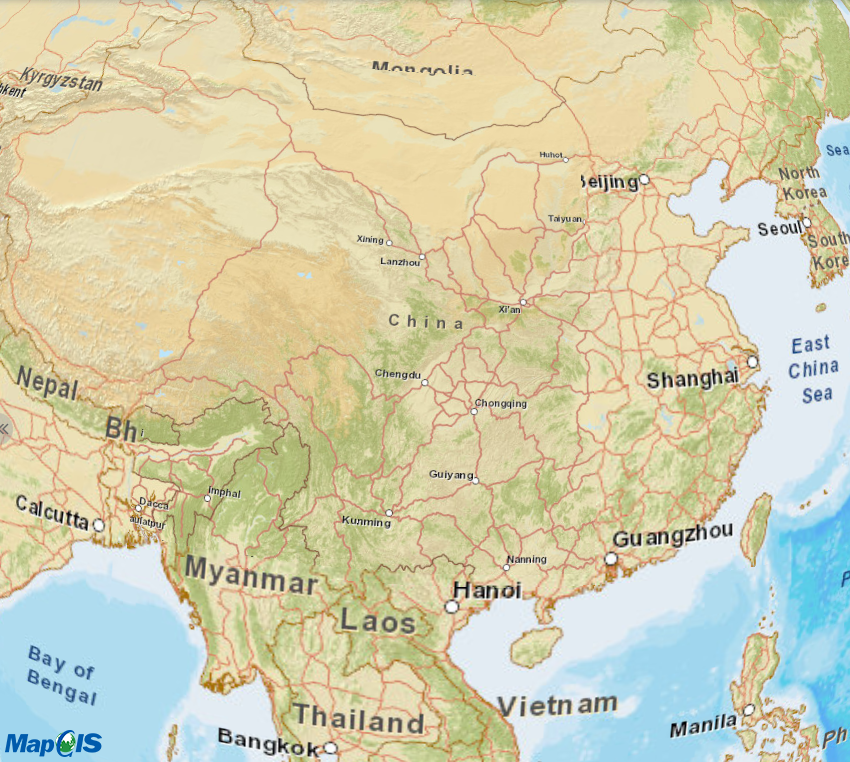 Mongolia
Kyrgyzstan
hkent
Huhot
Beijing
North
Korea
Sea
Taiyuan
Seoul
South
Kore
Xining
Lanzhou
Xi'an
China
East
China
Sea
Nepal
Chengdu
Shanghai
Chongqing
Bh i
Guiyang
Imphal
Dacca
aulatpur
Calcutta
Kunming
Guangzhou
Nanning
Myanmar
Hanoi
P
Laos
Bay of
Bengal
Vietnam
Thailand
Manila
Ph
Bangkok
MapGIS